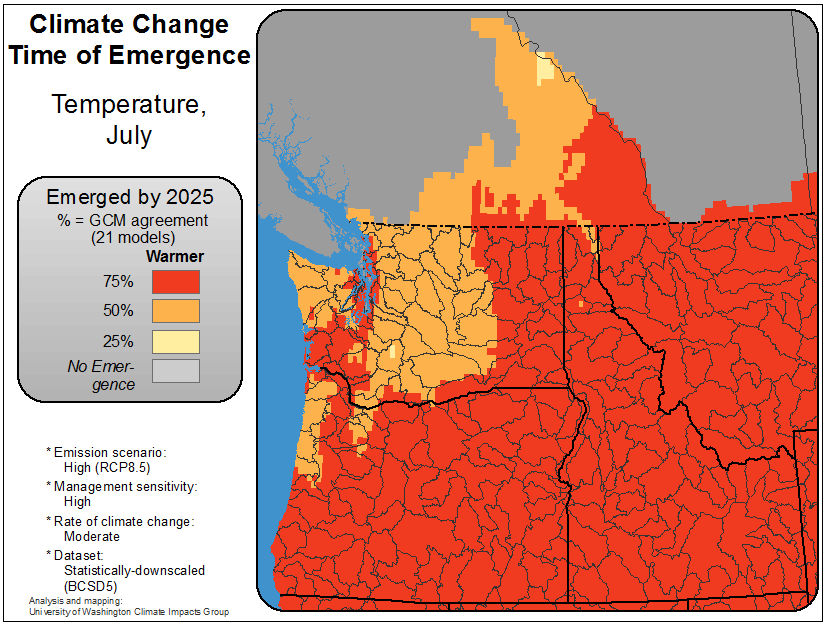 Climate Change
Time of Emergence
Temperature,
July
Emerged by 2025
% = GCM agreement
(21 models)
Warmer
75%
50%
25%
No Emer-
gence
* Emission scenario:
High (RCP8.5)
* Management sensitivity:
High
* Rate of climate change:
Moderate
* Dataset:
Statistically-downscaled
(BCSD5)
Analysis and mapping:
University of Washington Climate Impacts Group